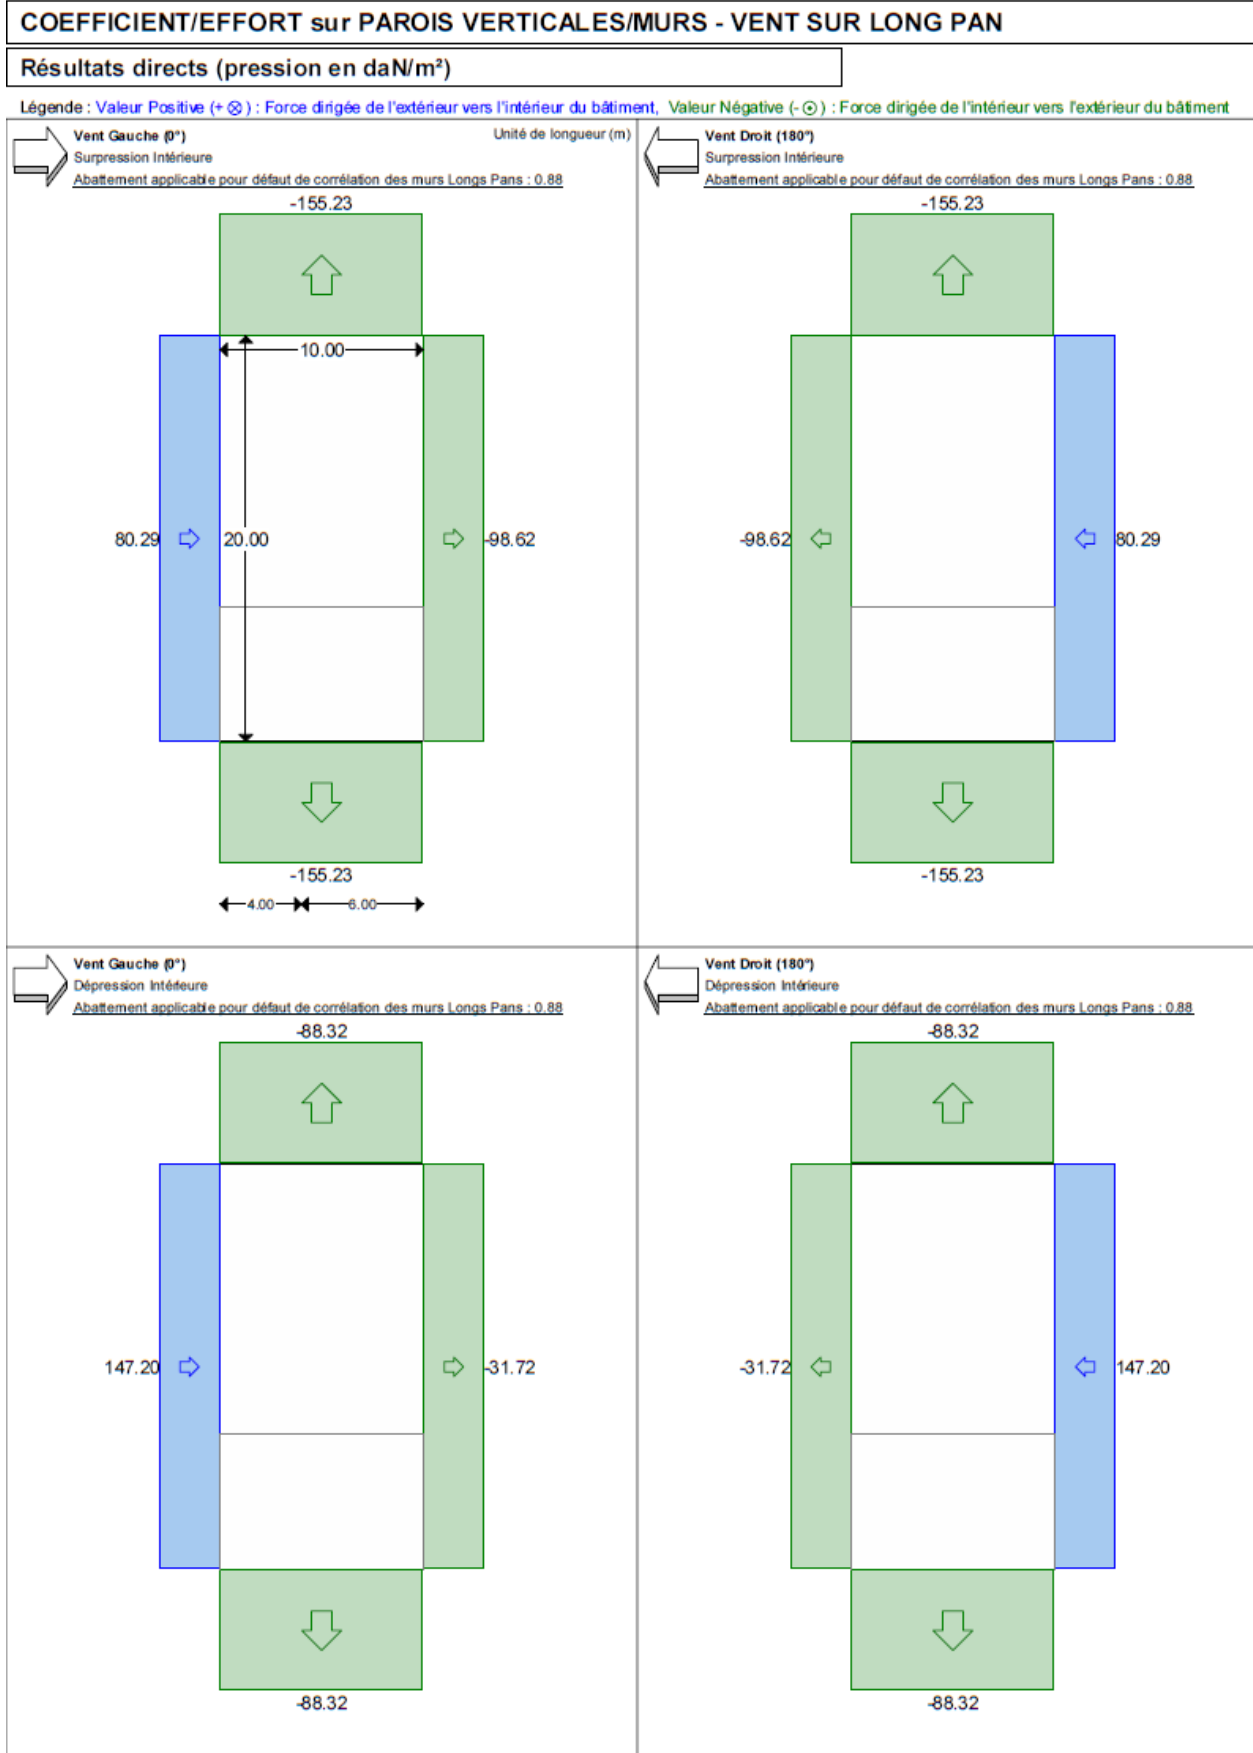 COEFFICIENT/EFFORT sur PAROIS VERTICALES/MURS - VENT SUR LONG PAN
Résultats directs (pression en daN/m²)
Légende : Valeur Positive (+ ⊗) : Force dirigée de l'extérieur vers l'intérieur du bâtiment, Valeur Négative (- ⊙) : Force dirigée de l'intérieur vers l'extérieur du bâtiment
Vent Gauche (0°)
Unité de longueur (m)
Surpression Intérieure
Abattement applicable pour défaut de corrélation des murs Longs Pans : 0.88
-155.23
10.00
80.29
20.00
-98.62
-155.23
4.00
6.00
Vent Droit (180°)
Surpression Intérieure
Abattement applicable pour défaut de corrélation des murs Longs Pans : 0.88
-155.23
-98.62
80.29
-155.23
Vent Gauche (0°)
Dépression Intérieure
Abattement applicable pour défaut de corrélation des murs Longs Pans : 0.88
-88.32
147.20
-31.72
-88.32
Vent Droit (180°)
Dépression Intérieure
Abattement applicable pour défaut de corrélation des murs Longs Pans : 0.88
-88.32
-31.72
147.20
-88.32